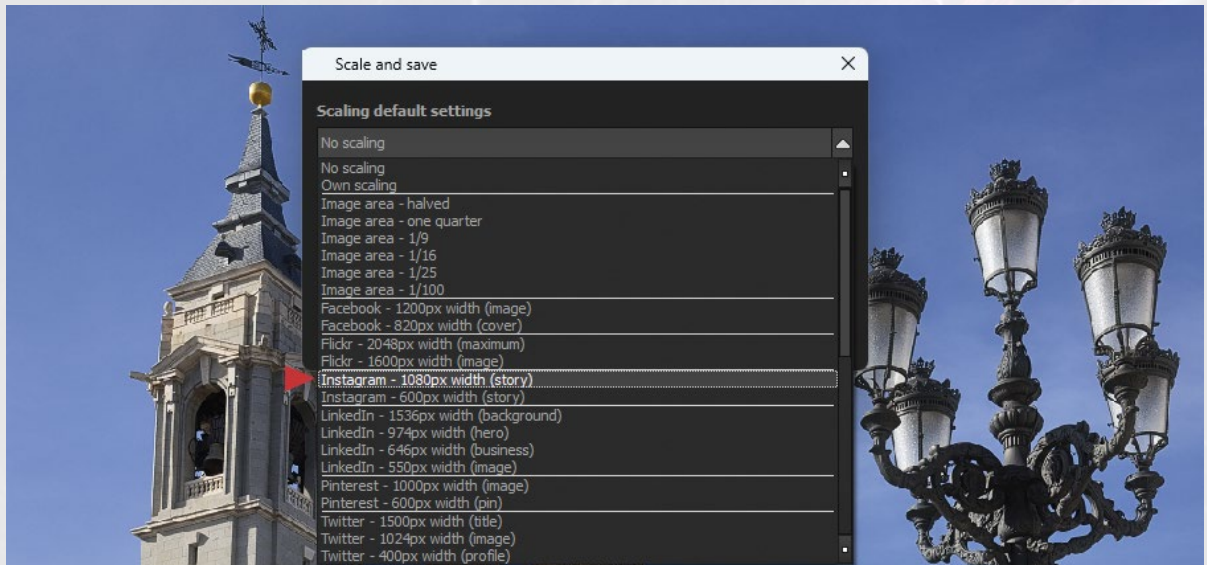 Scale and save
Scaling default settings
No scaling
No scaling
Own scaling
Image area - halved
Image area - one quarter
Image area - 1/9
Image area - 1/16
Image area - 1/25
Image area - 1/100
Facebook - 1200px width (image)
Facebook - 820px width (cover)
Flickr - 2048px width (maximum)
Flickr - 1600px width (image)
Instagram - 1080px width (story)
Instagram - 600px width (story)
LinkedIn - 1536px width (background)
LinkedIn - 974px width (hero)
LinkedIn - 646px width (business)
LinkedIn - 550px width (image)
Pinterest - 1000px width (image)
Pinterest - 600px width (pin)
Twitter - 1500px width (title)
Twitter - 1024px width (image)
Twitter - 400px width (profile)